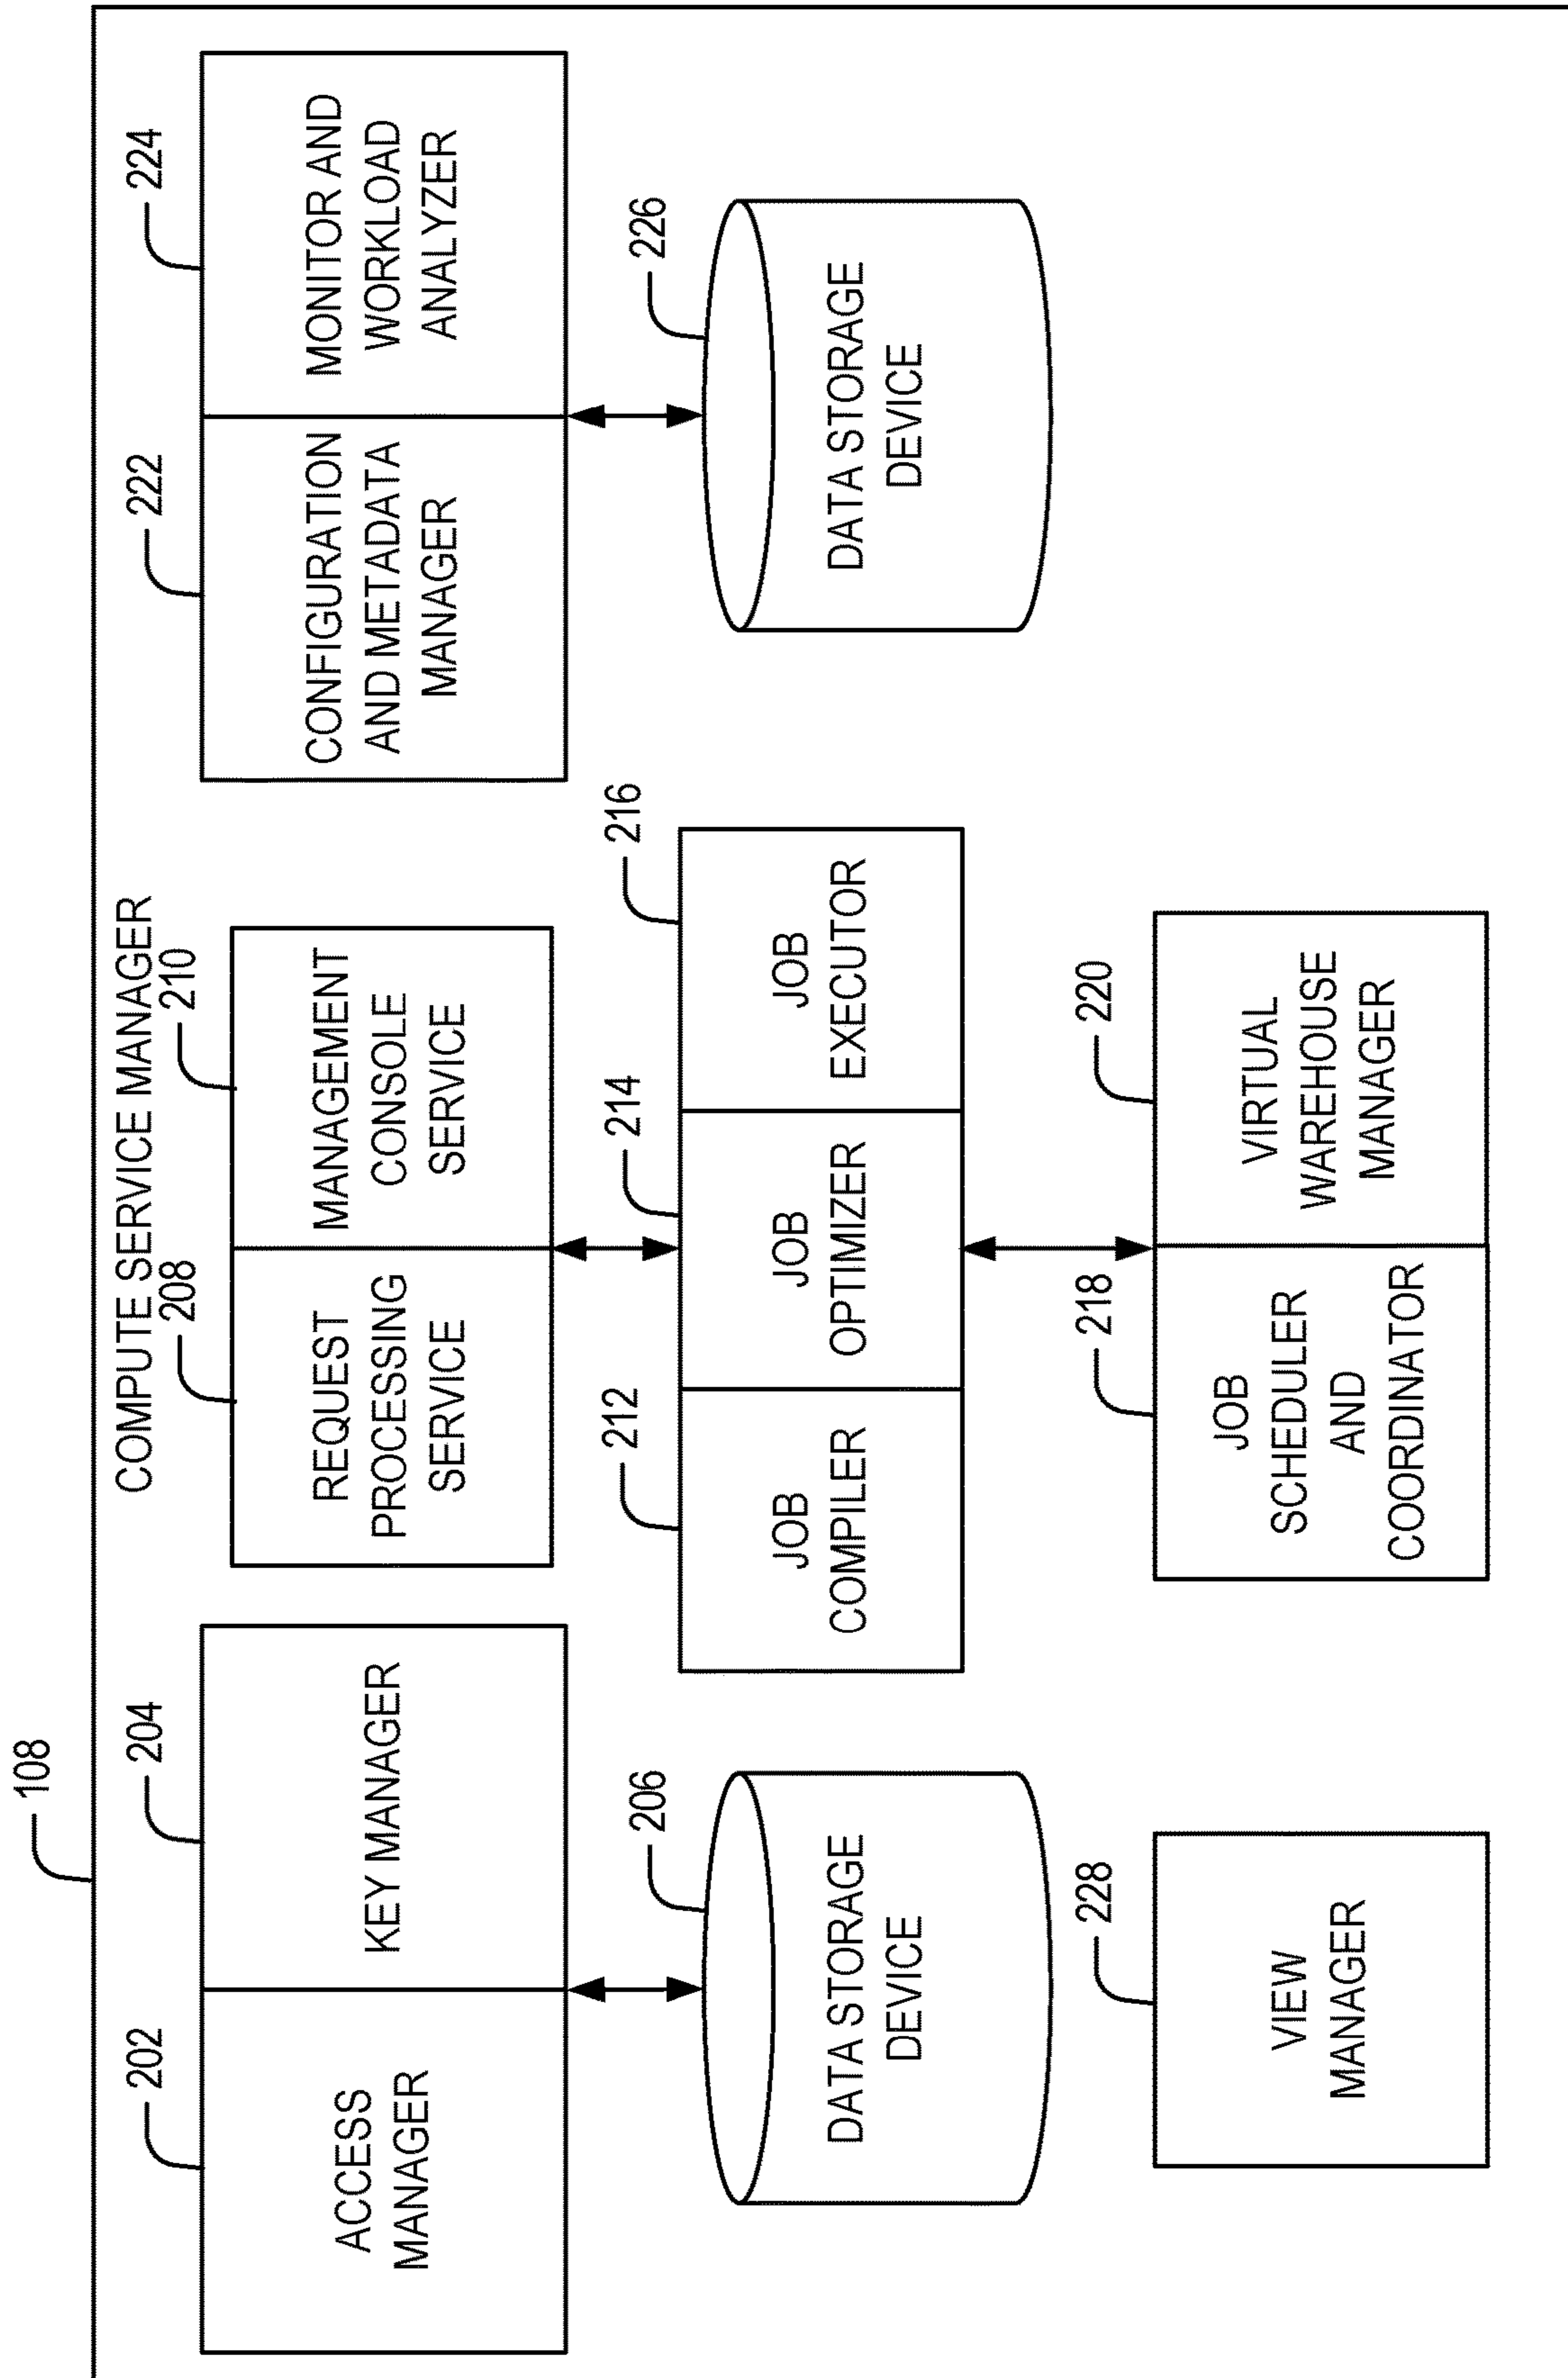 108
COMPUTE SERVICE MANAGER
202
204
208
210
222
224
ACCESS
MANAGER
KEY MANAGER
REQUEST
PROCESSING
SERVICE
MANAGEMENT
CONSOLE
SERVICE
CONFIGURATION
AND METADATA
MANAGER
MONITOR AND
WORKLOAD
ANALYZER
206
212
214
216
226
DATA STORAGE
DEVICE
JOB
COMPILER
JOB
OPTIMIZER
JOB
EXECUTOR
DATA STORAGE
DEVICE
228
218
220
VIEW
MANAGER
JOB
SCHEDULER
AND
COORDINATOR
VIRTUAL
WAREHOUSE
MANAGER